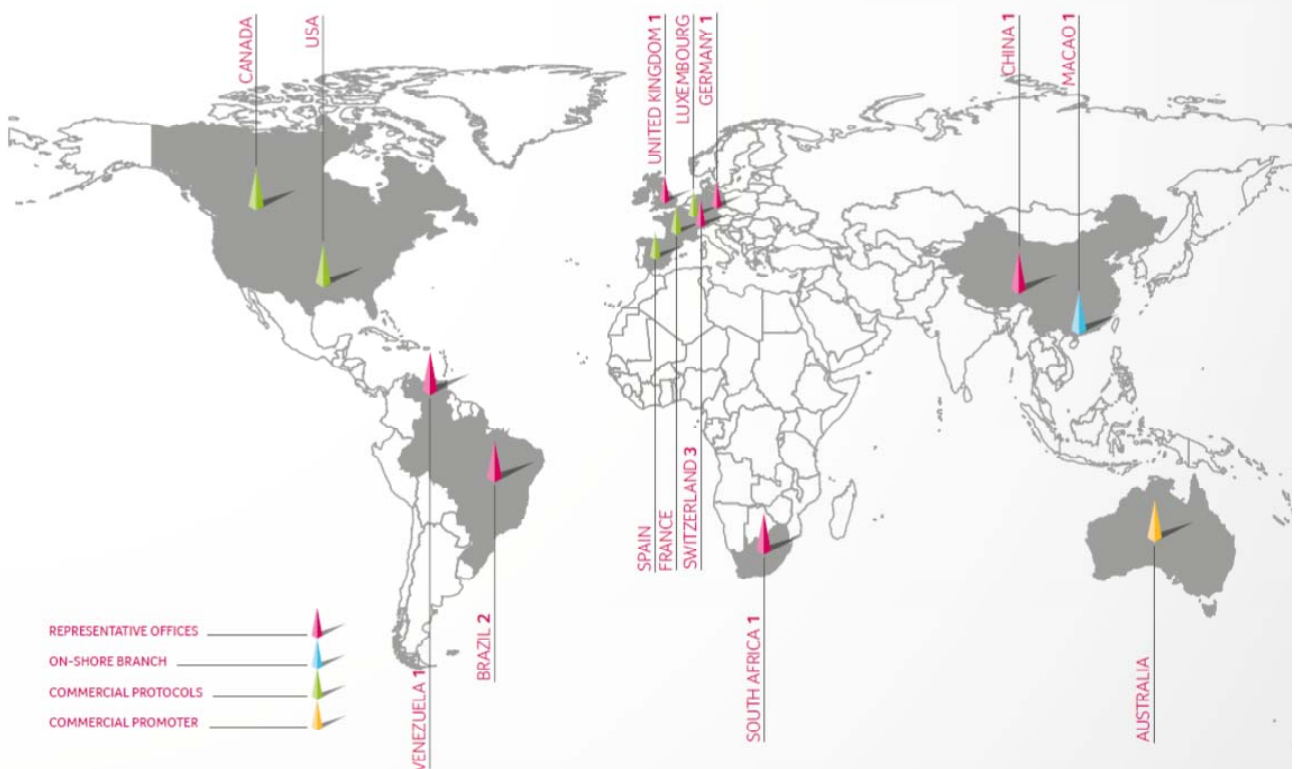 CANADA
USA
UNITED KINGDOM 1
LUXEMBOURG
GERMANY 1
CHINA 1
MACAO 1
SPAIN
FRANCE
SWITZERLAND 3
VENEZUELA 1
BRAZIL 2
SOUTH AFRICA 1
AUSTRALIA
REPRESENTATIVE OFFICES
ON-SHORE BRANCH
COMMERCIAL PROTOCOLS
COMMERCIAL PROMOTER